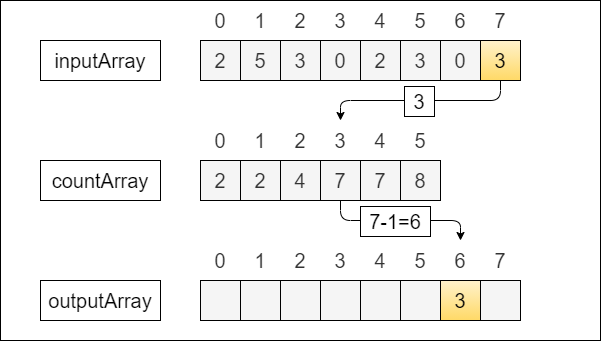 0 1 2 3 4 5 6 7
inputArray 2 5 3 0 2 3 0 3
3
0 1 2 3 4 5
countArray 2 2 4 7 7 8
7-1=6
0 1 2 3 4 5 6 7
outputArray 3